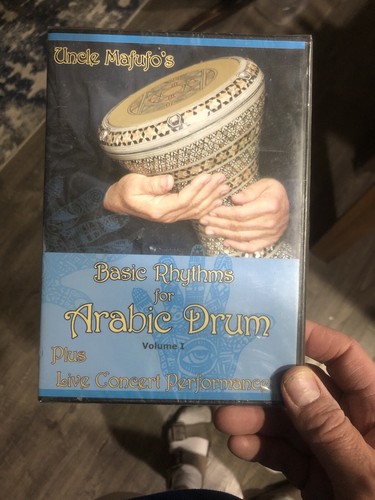 Uncle Mafufo's
Basic Rhythms
for
Arabic Drum
Volume I
Plus
Live Concert Performance